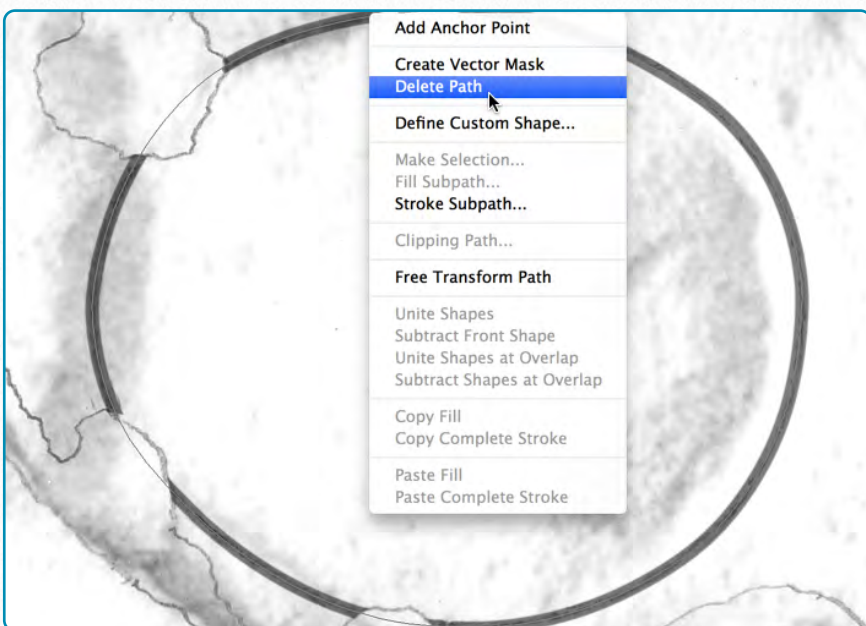 Add Anchor Point
Create Vector Mask
Delete Path
Define Custom Shape...
Make Selection...
Fill Subpath...
Stroke Subpath...
Clipping Path...
Free Transform Path
Unite Shapes
Subtract Front Shape
Unite Shapes at Overlap
Subtract Shapes at Overlap
Copy Fill
Copy Complete Stroke
Paste Fill
Paste Complete Stroke